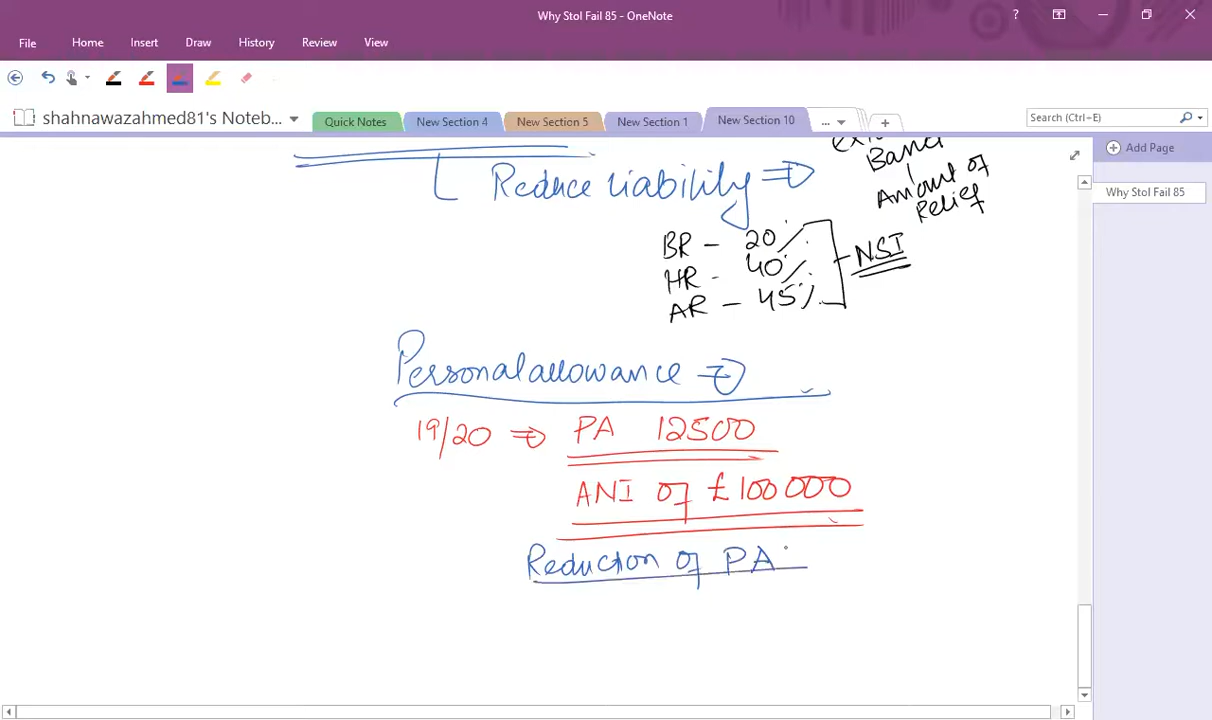 Why Stol Fail 85 - OneNote
?
File Home Insert Draw History Review View
shahnawazahmed81's Noteb... Quick Notes New Section 4 New Section 5 New Section 1 New Section 10 ... + Search (Ctrl+E)
Add Page
Why Stol Fail 85
Band
Amount of
Relief
Reduce liability ⇒
BR - 20%
HR - 40%
AR - 45%
NSI
Personal allowance ⇒
19/20 ⇒ PA 12500
ANI of £100000
Reduction of PA